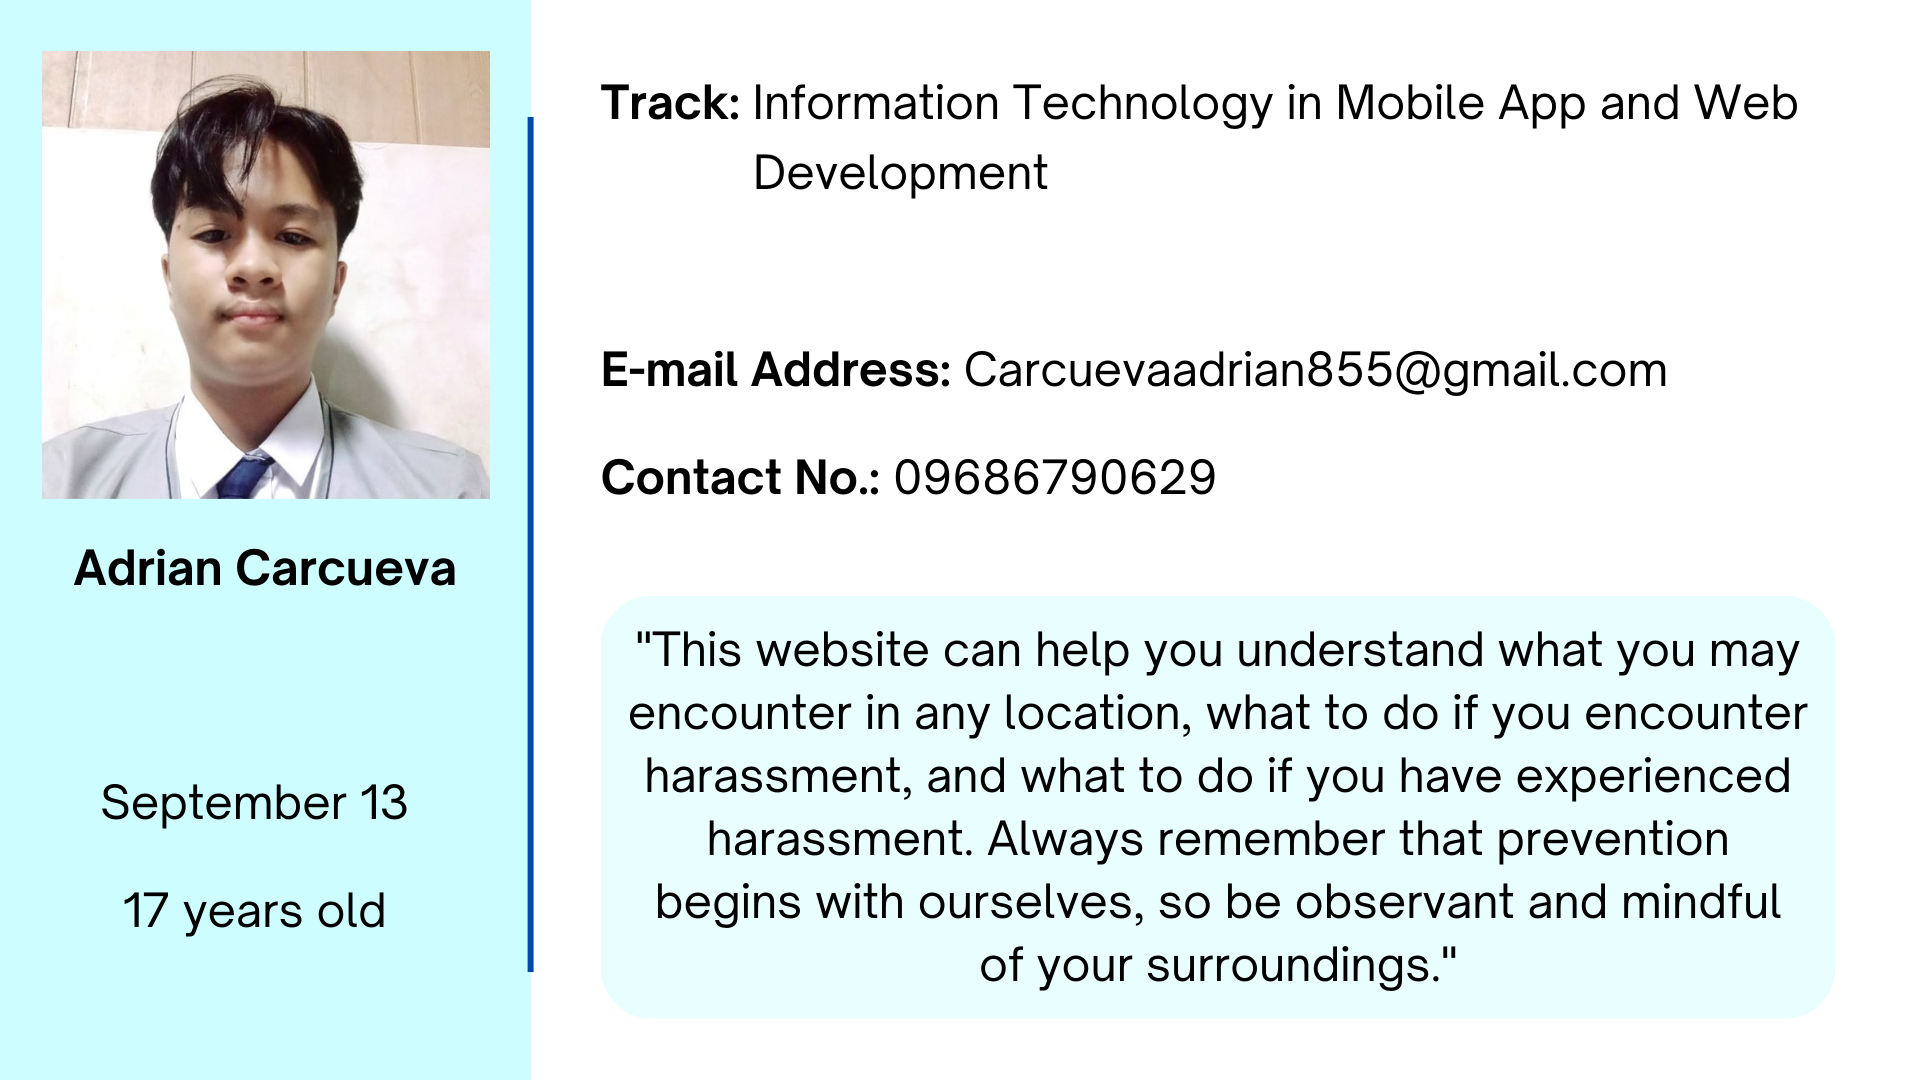 Track: Information Technology in Mobile App and Web
Development
E-mail Address: Carcuevaadrian855@gmail.com
Contact No.: 09686790629
Adrian Carcueva
September 13
17 years old
"This website can help you understand what you may
encounter in any location, what to do if you encounter
harassment, and what to do if you have experienced
harassment. Always remember that prevention
begins with ourselves, so be observant and mindful
of your surroundings."